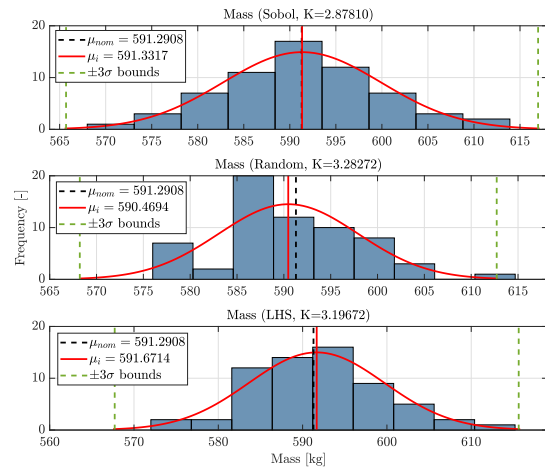 Mass (Sobol, K=2.87810)
20
10
0
μnom = 591.2908
μi = 591.3317
±3σ bounds
565 570 575 580 585 590 595 600 605 610 615
Mass (Random, K=3.28272)
Frequency [-]
20
10
0
μnom = 591.2908
μi = 590.4694
±3σ bounds
570 575 580 585 590 595 600 605 610 615
Mass (LHS, K=3.19672)
20
10
0
μnom = 591.2908
μi = 591.6714
±3σ bounds
560 570 580 590 600 610
Mass [kg]